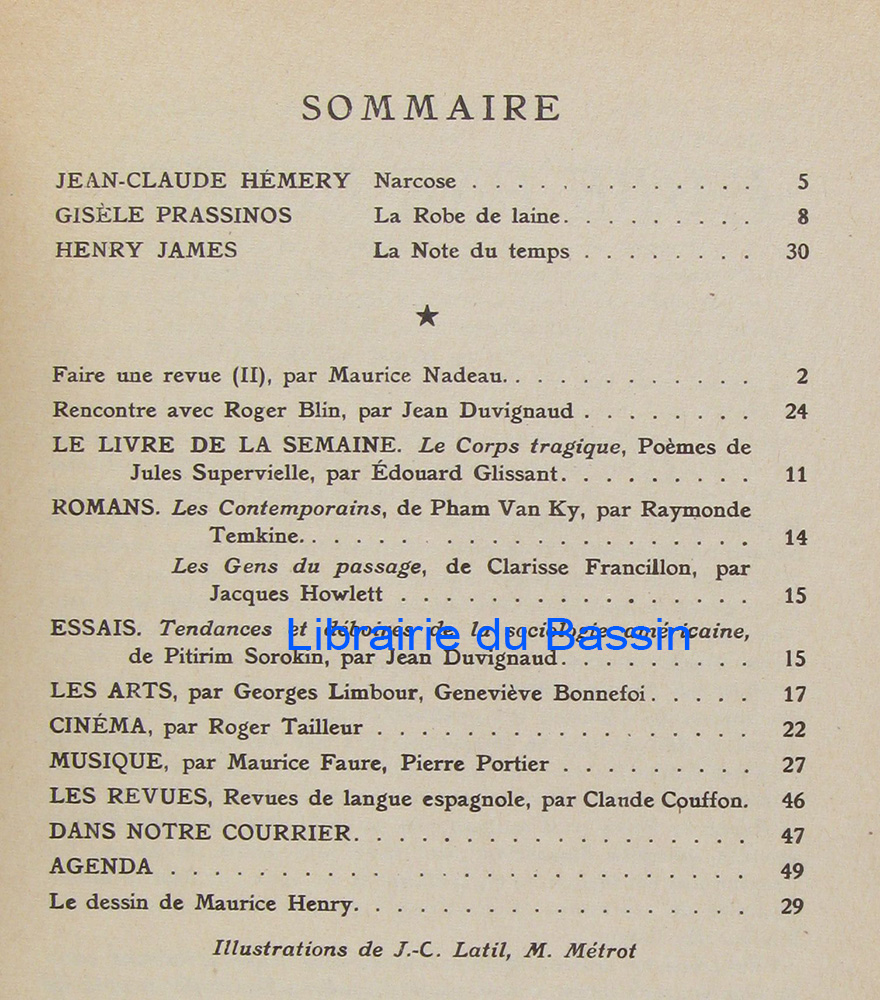 SOMMAIRE
JEAN-CLAUDE HÉMERY Narcose . . . . . . . . . . . . . 5
GISÈLE PRASSINOS La Robe de laine. . . . . . . . . 8
HENRY JAMES La Note du temps . . . . . . . . 30
★
Faire une revue (II), par Maurice Nadeau. . . . . . . . . . . . 2
Rencontre avec Roger Blin, par Jean Duvignaud . . . . . . . . 24
LE LIVRE DE LA SEMAINE. Le Corps tragique, Poèmes de
Jules Supervielle, par Édouard Glissant. . . . . . . . . 11
ROMANS. Les Contemporains, de Pham Van Ky, par Raymonde
Temkine. . . . . . . . . . . . . . . . . . . . . 14
Les Gens du passage, de Clarisse Francillon, par
Jacques Howlett . . . . . . . . . . . . . . . . 15
ESSAIS. Tendances et déboires de la sociologie américaine,
Librairie du Bassin
de Pitirim Sorokin, par Jean Duvignaud. . . . . . . . . 15
LES ARTS, par Georges Limbour, Geneviève Bonnefoi. . . . . 17
CINÉMA, par Roger Tailleur . . . . . . . . . . . . . . . . . 22
MUSIQUE, par Maurice Faure, Pierre Portier . . . . . . . . . 27
LES REVUES, Revues de langue espagnole, par Claude Couffon. 46
DANS NOTRE COURRIER. . . . . . . . . . . . . . . . . . 47
AGENDA . . . . . . . . . . . . . . . . . . . . . . . . . . 49
Le dessin de Maurice Henry. . . . . . . . . . . . . . . . . . 29
Illustrations de J.-C. Latil, M. Métrot